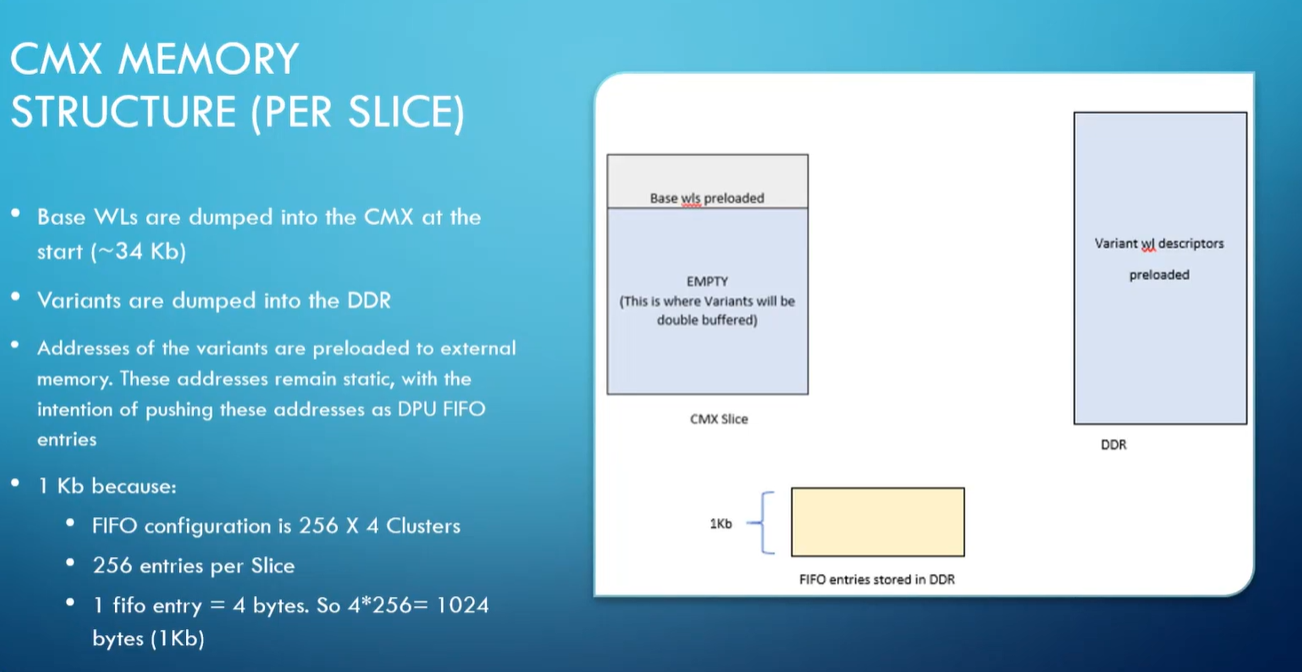 CMX MEMORY
STRUCTURE (PER SLICE)
• Base WLs are dumped into the CMX at the
start (~34 Kb)
• Variants are dumped into the DDR
• Addresses of the variants are preloaded to external
memory. These addresses remain static, with the
intention of pushing these addresses as DPU FIFO
entries
• 1 Kb because:
• FIFO configuration is 256 X 4 Clusters
• 256 entries per Slice
• 1 fifo entry = 4 bytes. So 4*256= 1024
bytes (1Kb)
Base wls preloaded
EMPTY
(This is where Variants will be
double buffered)
CMX Slice
Variant wl descriptors
preloaded
DDR
1Kb
FIFO entries stored in DDR